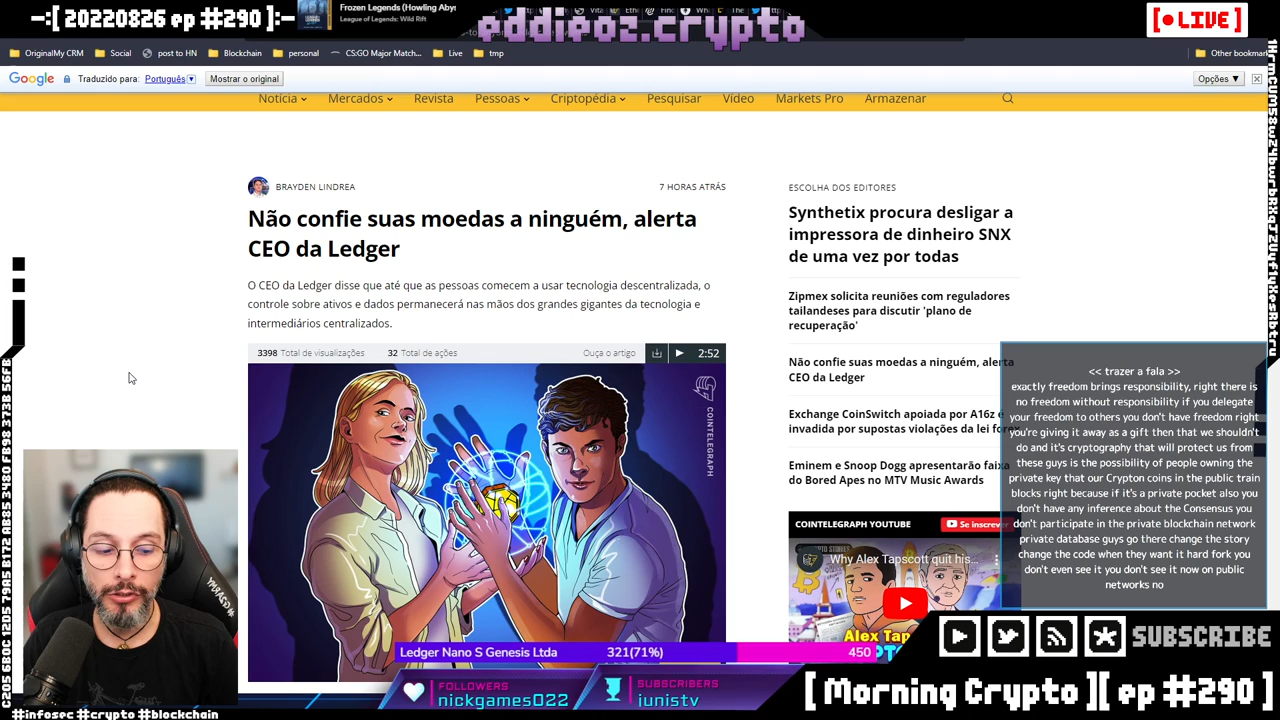 -:[ 20220826 ep #290 ]:-
Frozen Legends (Howling Abys
League of Legends: Wild Rift
eddieoz.crypto
[●LIVE]
OriginalMy CRM
Social
post to HN
Blockchain
personal
CS:GO Major Match...
Live
tmp
Other bookmar
Google
Traduzido para:
Português
Mostrar o original
Opções ▼
Notícia
Mercados
Revista
Pessoas
Criptopédia
Pesquisar
Vídeo
Markets Pro
Armazenar
BRAYDEN LINDREA
7 HORAS ATRÁS
Não confie suas moedas a ninguém, alerta
CEO da Ledger
O CEO da Ledger disse que até que as pessoas comecem a usar tecnologia descentralizada, o
controle sobre ativos e dados permanecerá nas mãos dos grandes gigantes da tecnologia e
intermediários centralizados.
3398 Total de visualizações
32 Total de ações
Ouça o artigo
2:52
COINTELEGRAPH
ESCOLHA DOS EDITORES
Synthetix procura desligar a
impressora de dinheiro SNX
de uma vez por todas
Zipmex solicita reuniões com reguladores
tailandeses para discutir 'plano de
recuperação'
Não confie suas moedas a ninguém, alerta
CEO da Ledger
Exchange CoinSwitch apoiada por A16z é
invadida por supostas violações da lei forex
Eminem e Snoop Dogg apresentarão faixa
do Bored Apes no MTV Music Awards
COINTELEGRAPH YOUTUBE
Se inscrever
Why Alex Tapscott quit his...
Alex Tap
<< trazer a fala >>
exactly freedom brings responsibility, right there is
no freedom without responsibility if you delegate
your freedom to others you don't have freedom right
you're giving it away as a gift then that we shouldn't
do and it's cryptography that will protect us from
these guys is the possibility of people owning the
private key that our Crypton coins in the public train
blocks right because if it's a private pocket also you
don't have any inference about the Consensus you
don't participate in the private blockchain network
private database guys go there change the story
change the code when they want it hard fork you
don't even see it you don't see it now on public
networks no
Ledger Nano S Genesis Ltda
321(71%)
450
FOLLOWERS
nickgames022
SUBSCRIBERS
iunistv
SUBSCRIBE
[ Morning Crypto ][ ep #290 ]
#infosec #crypto #blockchain